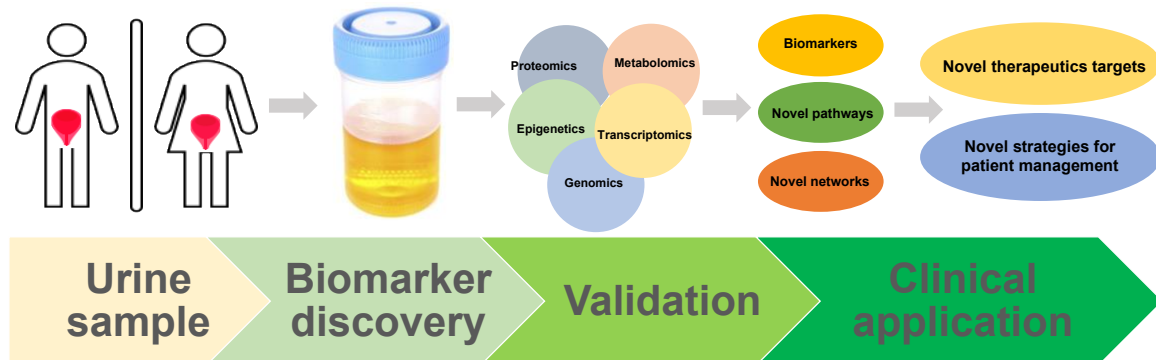 Proteomics
Metabolomics
Epigenetics
Transcriptomics
Genomics
Biomarkers
Novel pathways
Novel networks
Novel therapeutics targets
Novel strategies for
patient management
Urine
sample
Biomarker
discovery
Validation
Clinical
application